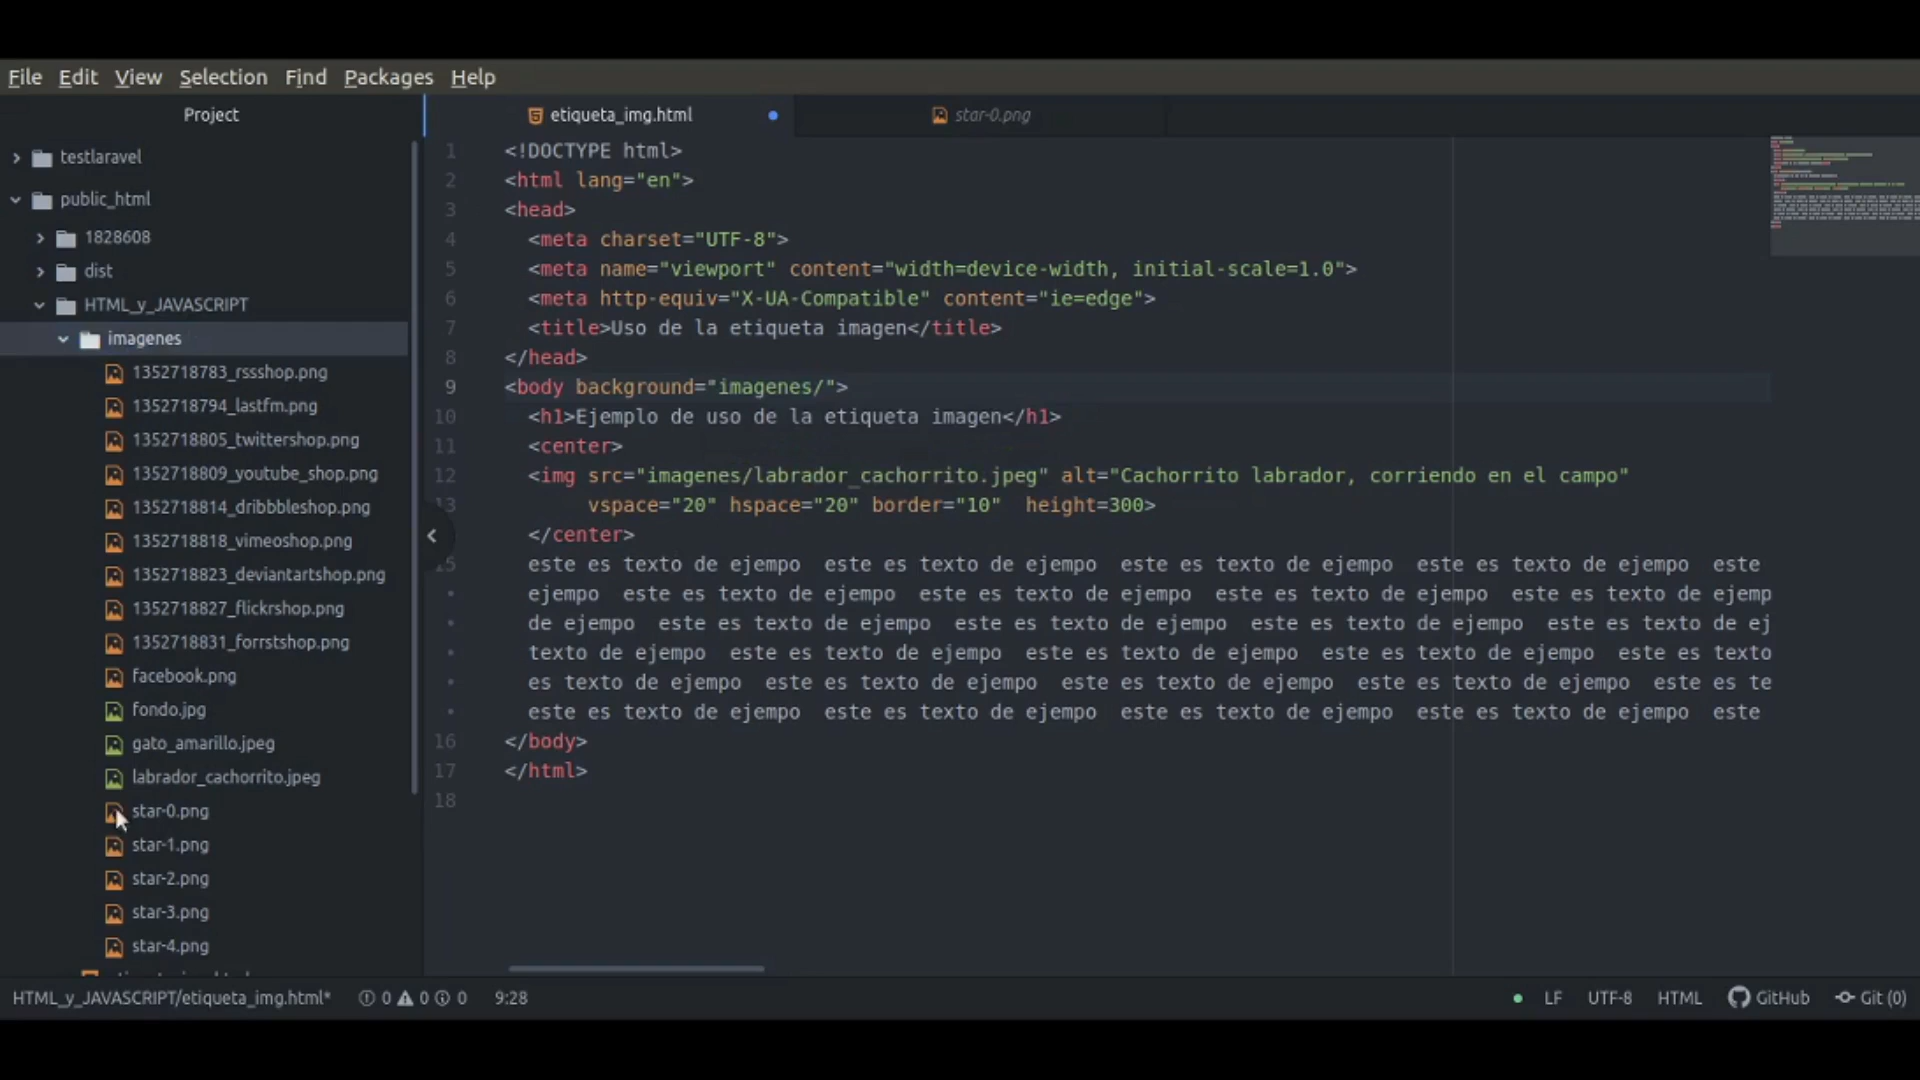 File Edit View Selection Find Packages Help
Project
etiqueta_img.html
star-0.png
testlaravel
public_html
1828608
dist
HTML_y_JAVASCRIPT
imagenes
1352718783_rssshop.png
1352718794_lastfm.png
1352718805_twittershop.png
1352718809_youtube_shop.png
1352718814_dribbbleshop.png
1352718818_vimeoshop.png
1352718823_deviantartshop.png
1352718827_flickrshop.png
1352718831_forrstshop.png
facebook.png
fondo.jpg
gato_amarillo.jpeg
labrador_cachorrito.jpeg
star-0.png
star-1.png
star-2.png
star-3.png
star-4.png
1 <!DOCTYPE html>
2 <html lang="en">
3 <head>
4 <meta charset="UTF-8">
5 <meta name="viewport" content="width=device-width, initial-scale=1.0">
6 <meta http-equiv="X-UA-Compatible" content="ie=edge">
7 <title>Uso de la etiqueta imagen</title>
8 </head>
9 <body background="imagenes/">
10 <h1>Ejemplo de uso de la etiqueta imagen</h1>
11 <center>
12 <img src="imagenes/labrador_cachorrito.jpeg" alt="Cachorrito labrador, corriendo en el campo"
13 vspace="20" hspace="20" border="10" height=300>
</center>
15 este es texto de ejempo este es texto de ejempo este es texto de ejempo este es texto de ejempo este
ejempo este es texto de ejempo este es texto de ejempo este es texto de ejempo este es texto de ejemp
de ejempo este es texto de ejempo este es texto de ejempo este es texto de ejempo este es texto de ej
texto de ejempo este es texto de ejempo este es texto de ejempo este es texto de ejempo este es texto
es texto de ejempo este es texto de ejempo este es texto de ejempo este es texto de ejempo este es te
este es texto de ejempo este es texto de ejempo este es texto de ejempo este es texto de ejempo este
16 </body>
17 </html>
18
HTML_y_JAVASCRIPT/etiqueta_img.html* 0 0 0 9:28 LF UTF-8 HTML GitHub Git (0)